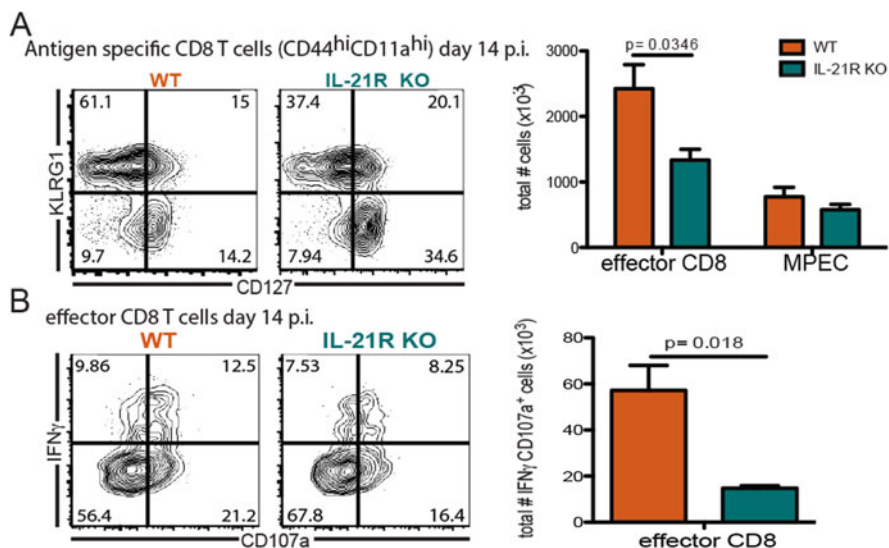 A
Antigen specific CD8 T cells (CD44hiCD11ahi) day 14 p.i.
WT
IL-21R KO
61.1
15
9.7
14.2
37.4
20.1
7.94
34.6
KLRG1
CD127
total # cells (x10³)
3000
2000
1000
0
p= 0.0346
WT
IL-21R KO
effector CD8
MPEC
B
effector CD8 T cells day 14 p.i.
WT
IL-21R KO
9.86
12.5
56.4
21.2
7.53
8.25
67.8
16.4
IFNγ
CD107a
total # IFNγ CD107a⁺ cells (x10³)
80
60
40
20
0
p= 0.018
effector CD8